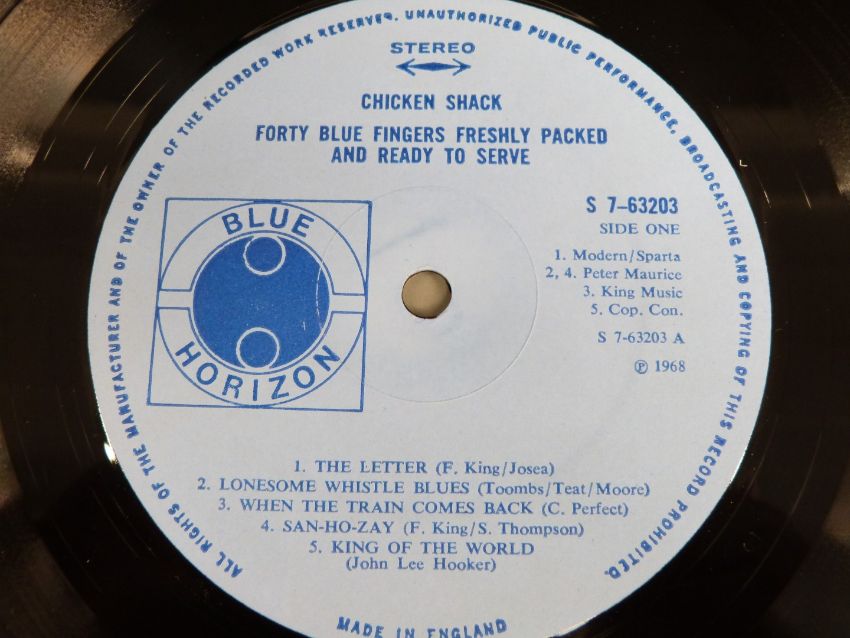 ALL RIGHTS OF THE MANUFACTURER AND OF THE OWNER OF THE RECORDED WORK RESERVED. UNAUTHORIZED PUBLIC PERFORMANCE, BROADCASTING AND COPYING OF THIS RECORD PROHIBITED.
STEREO
CHICKEN SHACK
FORTY BLUE FINGERS FRESHLY PACKED
AND READY TO SERVE
BLUE
HORIZON
S 7-63203
SIDE ONE
1. Modern/Sparta
2, 4. Peter Maurice
3. King Music
5. Cop. Con.
S 7-63203 A
℗ 1968
1. THE LETTER (F. King/Josea)
2. LONESOME WHISTLE BLUES (Toombs/Teat/Moore)
3. WHEN THE TRAIN COMES BACK (C. Perfect)
4. SAN-HO-ZAY (F. King/S. Thompson)
5. KING OF THE WORLD
(John Lee Hooker)
MADE IN ENGLAND